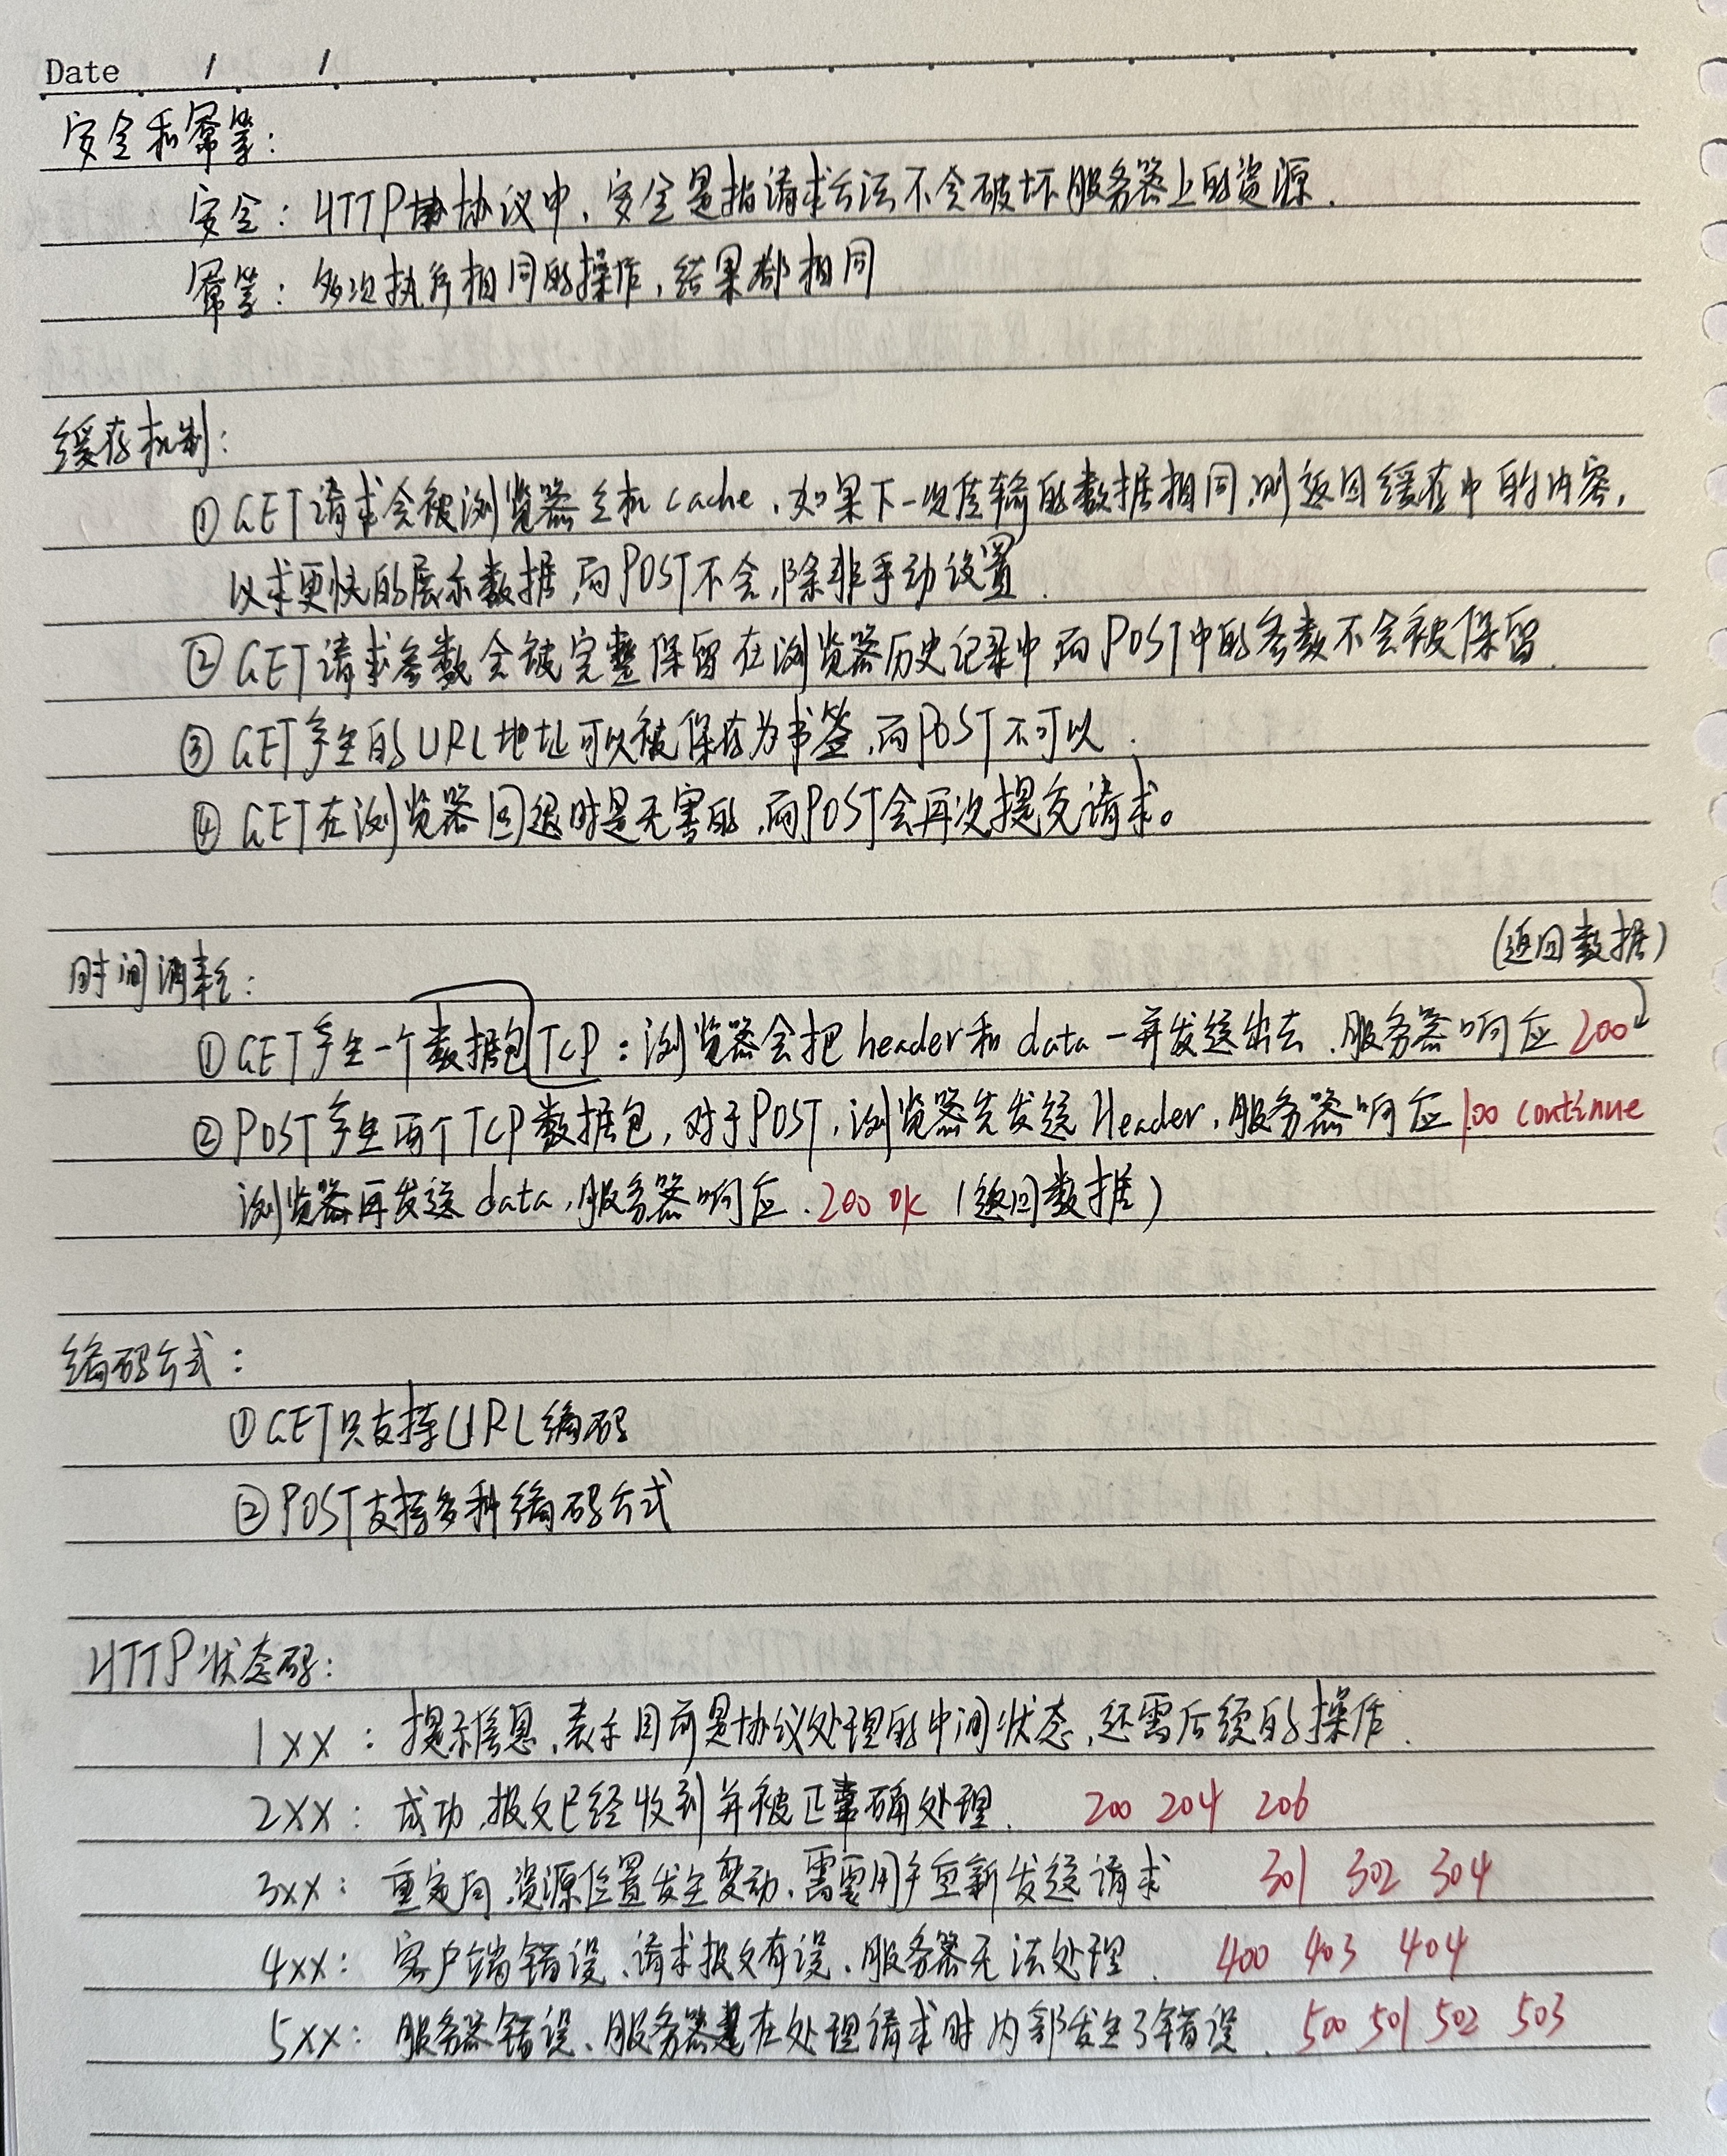 Date / /
安全和幂等:
安全: HTTP协议中,安全是指请求方法不会破坏服务器上的资源.
幂等: 多次执行相同的操作,结果都相同
缓存机制:
① GET请求会被浏览器主机cache,如果下一次传输的数据相同,则返回缓存中的内容,
以求更快的展示数据,而POST不会,除非手动设置.
② GET请求参数会被完整保留在浏览器历史记录中,而POST中的参数不会被保留.
③ GET产生的URL地址可以被保存为书签,而POST不可以.
④ GET在浏览器回退时是无害的,而POST会再次提交请求。
时间消耗:
(返回数据)
① GET产生一个数据包TCP:浏览器会把header和data一并发送出去,服务器响应200
② POST产生两个TCP数据包,对于POST,浏览器先发送Header,服务器响应100 continue
浏览器再发送data,服务器响应.200 ok (返回数据)
编码方式:
① GET只支持URL编码
② POST支持多种编码方式
HTTP状态码:
1xx: 提示信息,表示目前是协议处理的中间状态,还需后续的操作.
2xx: 成功,报文已经收到并被正确处理. 200 204 206
3xx: 重定向,资源位置发生变动,需要用户重新发送请求 301 302 304
4xx: 客户端错误,请求报文有误,服务器无法处理. 400 403 404
5xx: 服务器错误,服务器在处理请求时内部发生了错误. 500 501 502 503